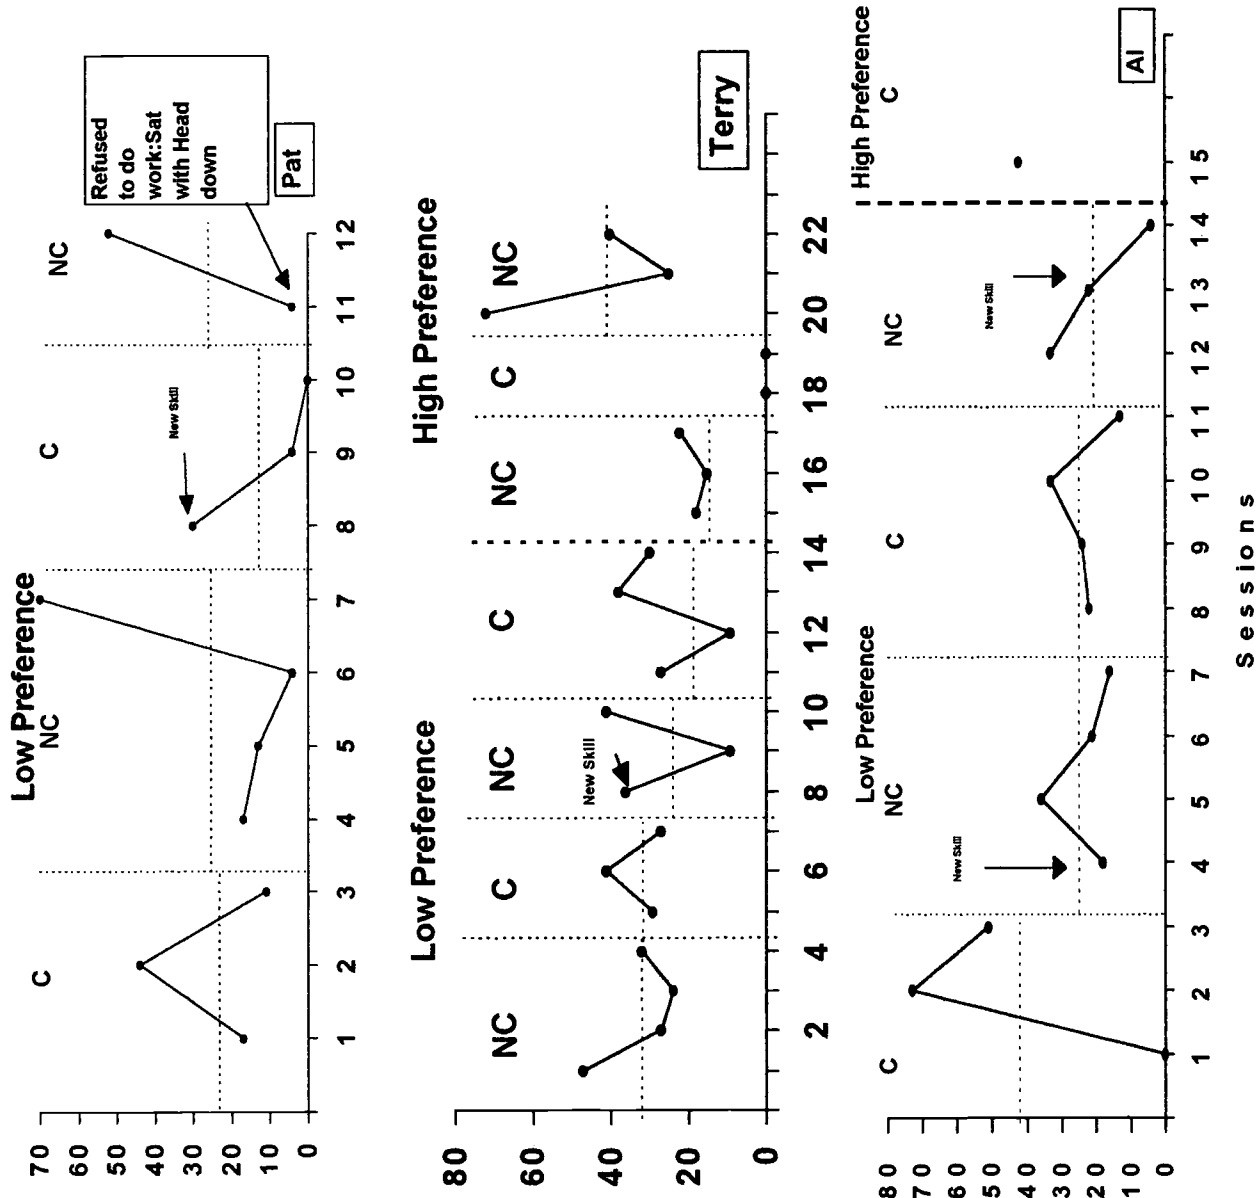 Low Preference
C
NC
C
NC
New Skill
Refused
to do
work:Sat
with Head
down
Pat
70
60
50
40
30
20
10
0
1 2 3 4 5 6 7 8 9 10 11 12
Low Preference
High Preference
NC
C
NC
C
NC
C
NC
New Skill
Terry
80
60
40
20
0
2 4 6 8 10 12 14 16 18 20 22
Low Preference
High Preference
C
NC
C
NC
C
New Skill
New Skill
Al
80
70
60
50
40
30
20
10
0
1 2 3 4 5 6 7 8 9 10 11 12 13 14 15
Sessions